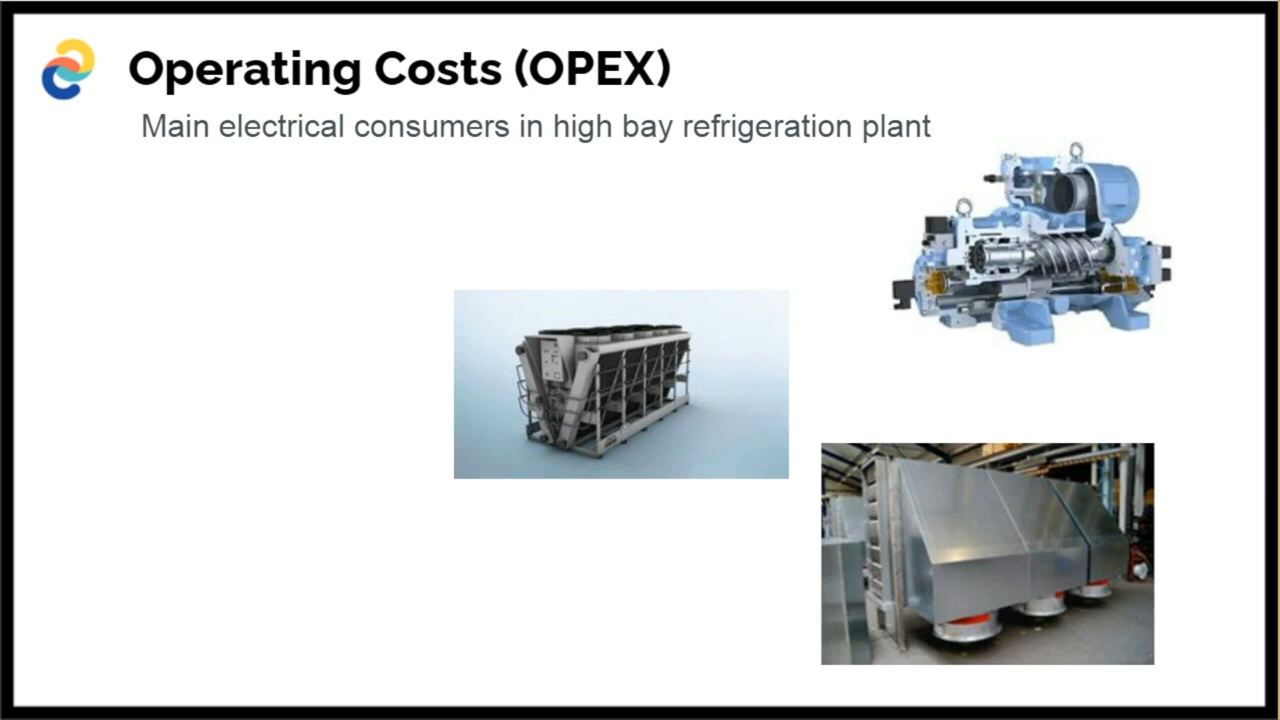 Operating Costs (OPEX)
Main electrical consumers in high bay refrigeration plant